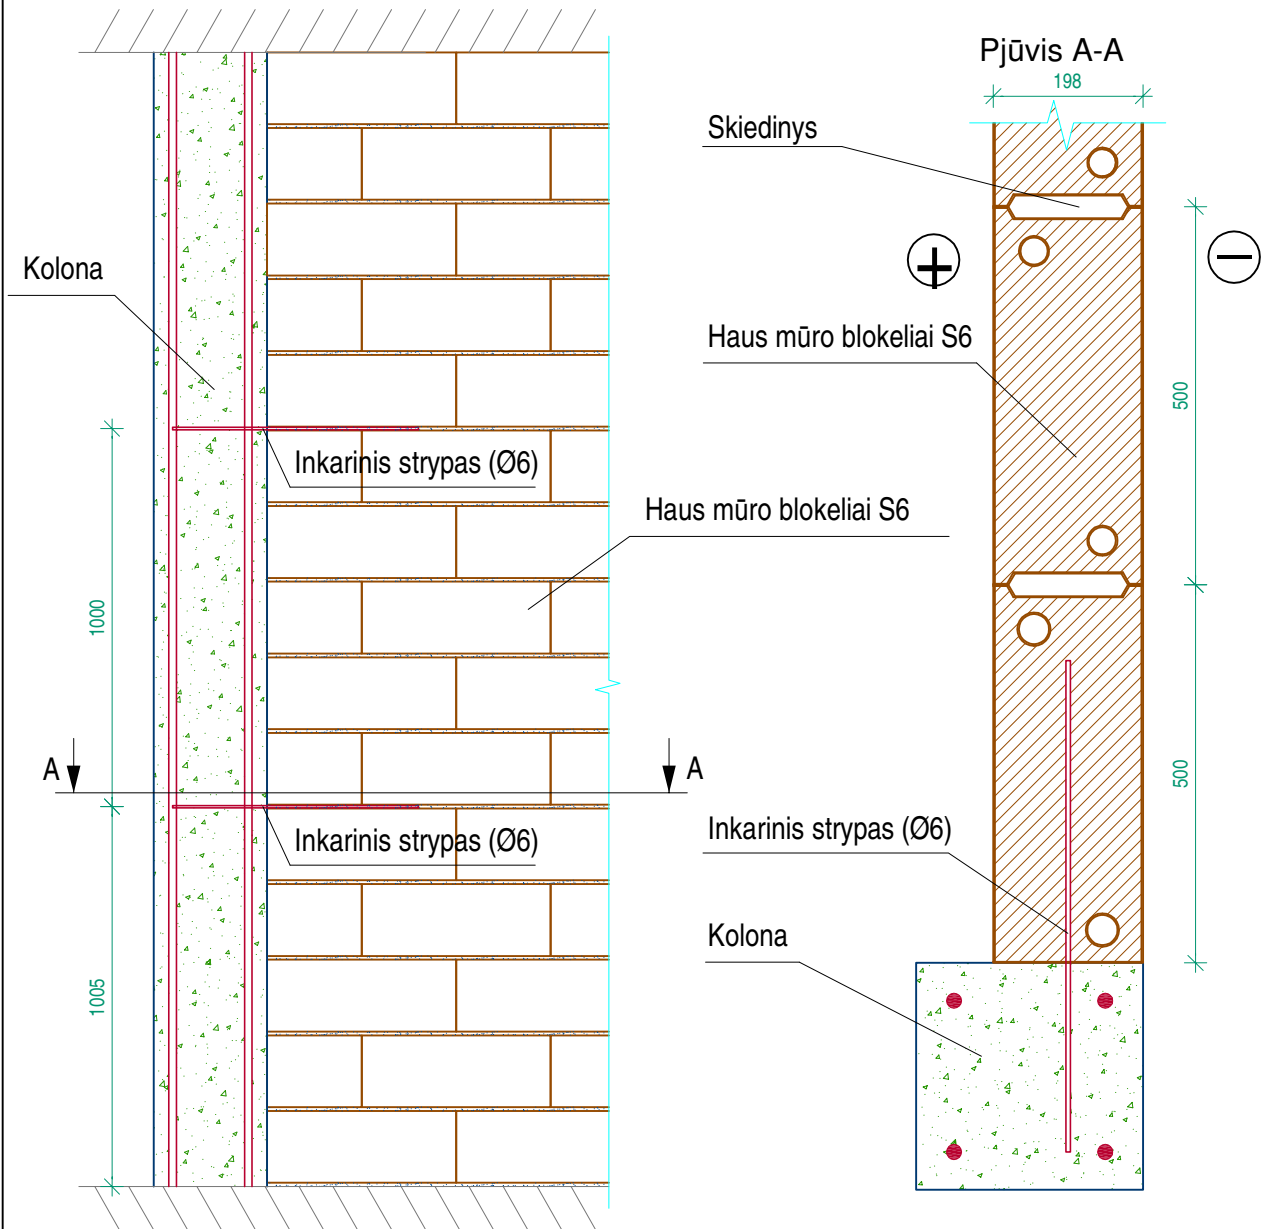 Pjūvis A-A
198
Skiedinys
Kolona
Haus mūro blokeliai S6
500
Inkarinis strypas (Ø6)
Haus mūro blokeliai S6
1000
A
A
500
Inkarinis strypas (Ø6)
Inkarinis strypas (Ø6)
Kolona
1005